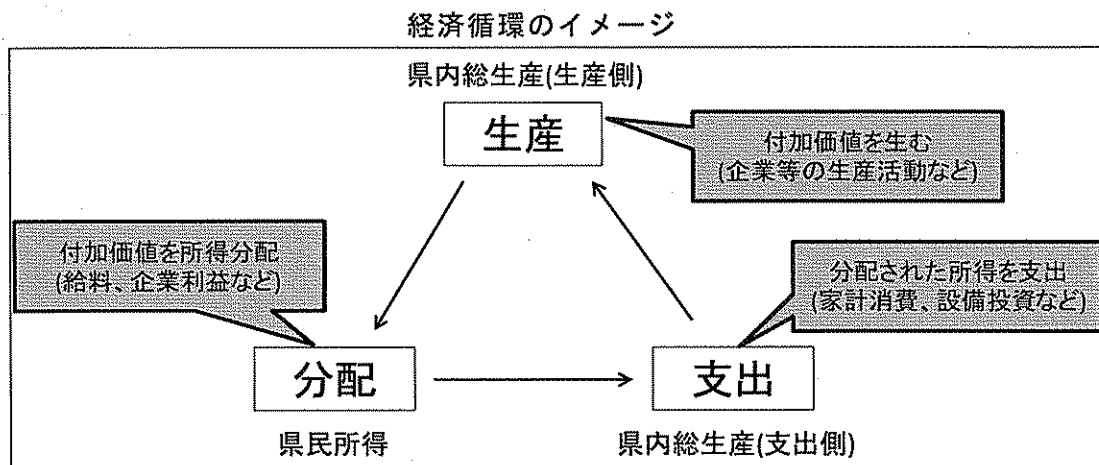 経済循環のイメージ
県内総生産(生産側)
生産
付加価値を生む
(企業等の生産活動など)
付加価値を所得分配
(給料、企業利益など)
分配された所得を支出
(家計消費、設備投資など)
分配
支出
県民所得
県内総生産(支出側)